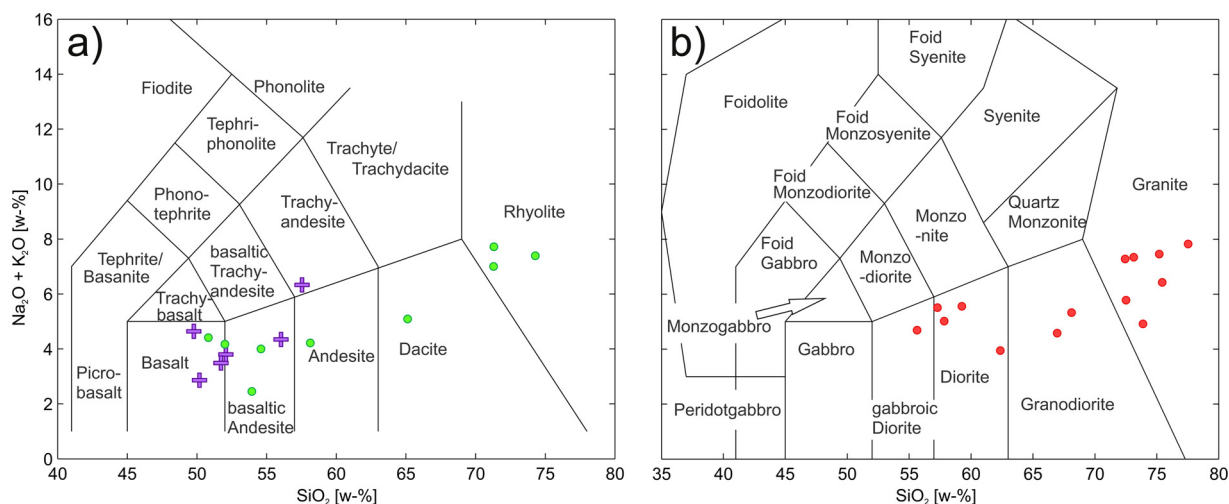 a)
16
14
12
10
8
6
4
2
0
Na₂O + K₂O [w-%]
Fiodite
Phonolite
Tephri-
phonolite
Trachyte/
Trachydacite
Phono-
tephrite
Trachy-
andesite
Rhyolite
Tephrite/
Basanite
basaltic
Trachy-
andesite
Trachy-
basalt
Picro-
basalt
Basalt
basaltic
Andesite
Andesite
Dacite
40 45 50 55 60 65 70 75 80
SiO₂ [w-%]
b)
Foid
Syenite
Foidolite
Foid
Monzosyenite
Syenite
Foid
Monzodiorite
Granite
Quartz
Monzonite
Monzo
-nite
Foid
Gabbro
Monzo
-diorite
Monzogabbro
Gabbro
Diorite
Peridotgabbro
gabbroic
Diorite
Granodiorite
35 40 45 50 55 60 65 70 75 80
SiO₂ [w-%]